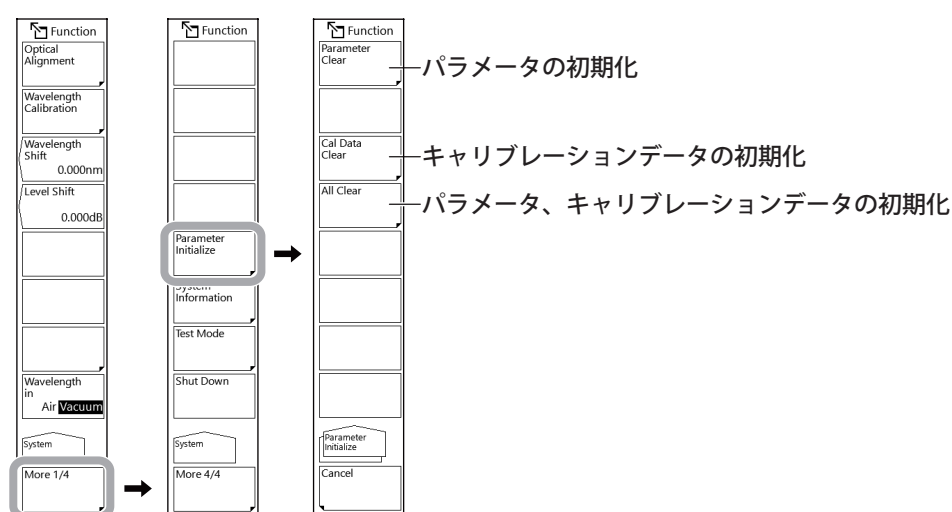 Function
Optical
Alignment
Wavelength
Calibration
Wavelength
Shift
0.000nm
Level Shift
0.000dB
Wavelength
in
Air Vacuum
System
More 1/4
Function
Parameter
Initialize
System
Information
Test Mode
Shut Down
System
More 4/4
Function
Parameter
Clear
パラメータの初期化
Cal Data
Clear
キャリブレーションデータの初期化
All Clear
パラメータ、キャリブレーションデータの初期化
Parameter
Initialize
Cancel